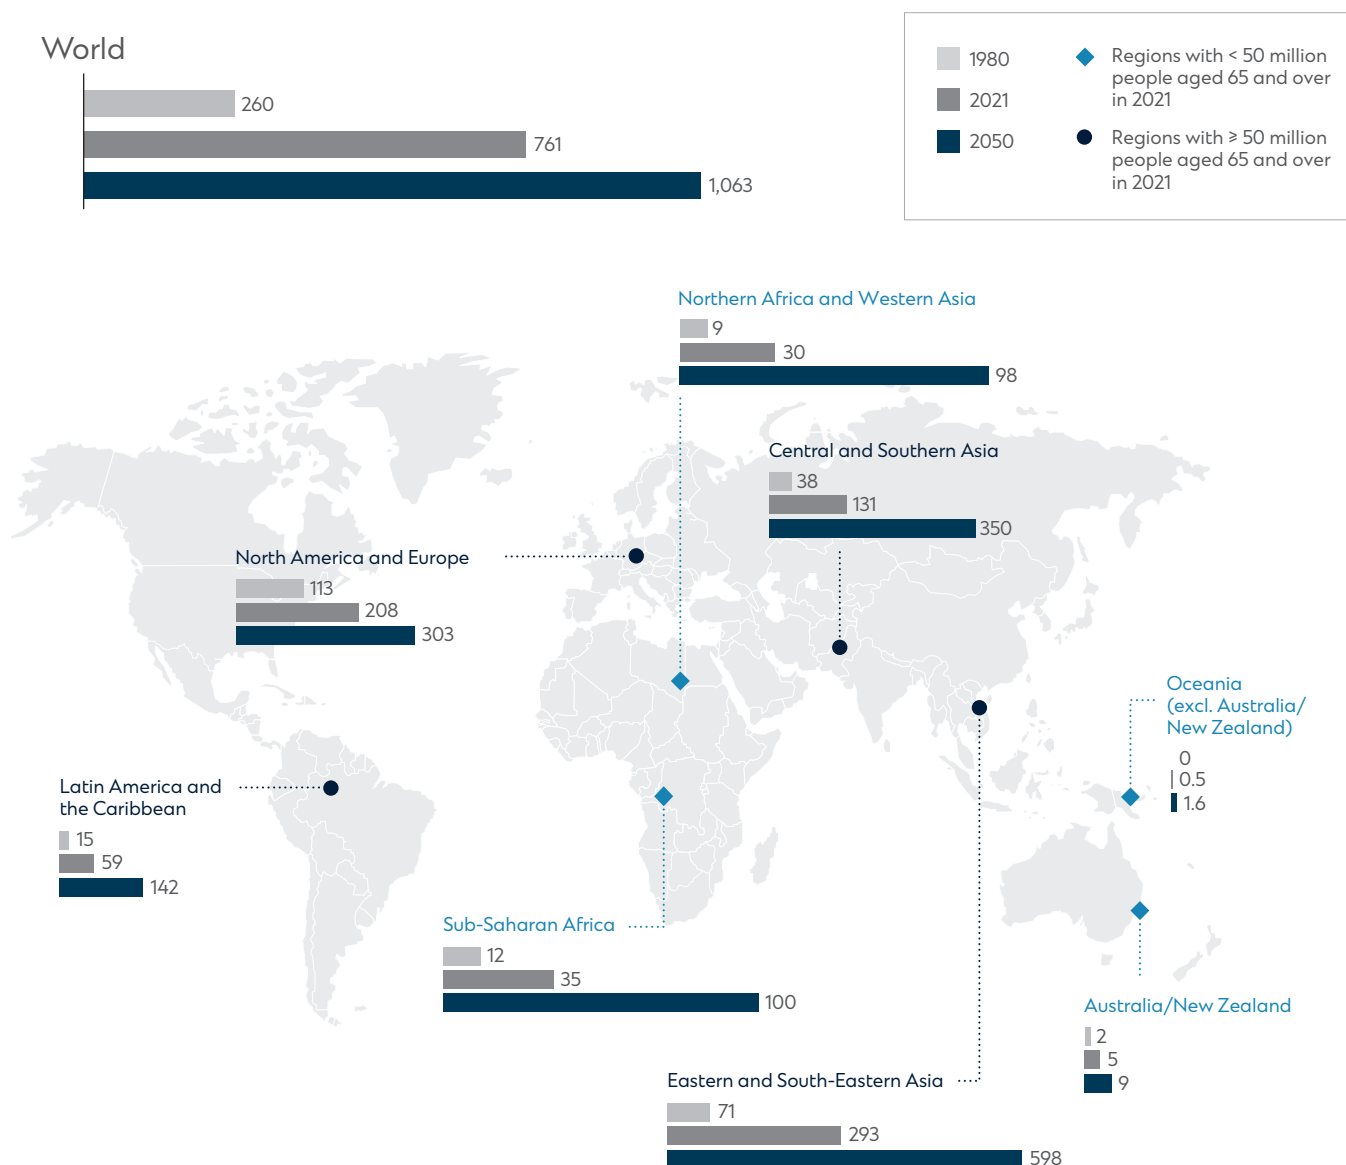 World
260
761
1,063
1980
2021
2050
Regions with < 50 million
people aged 65 and over
in 2021
Regions with ≥ 50 million
people aged 65 and over
in 2021
Northern Africa and Western Asia
9
30
98
Central and Southern Asia
38
131
350
North America and Europe
113
208
303
Oceania
(excl. Australia/
New Zealand)
0
0.5
1.6
Latin America and
the Caribbean
15
59
142
Sub-Saharan Africa
12
35
100
Australia/New Zealand
2
5
9
Eastern and South-Eastern Asia
71
293
598